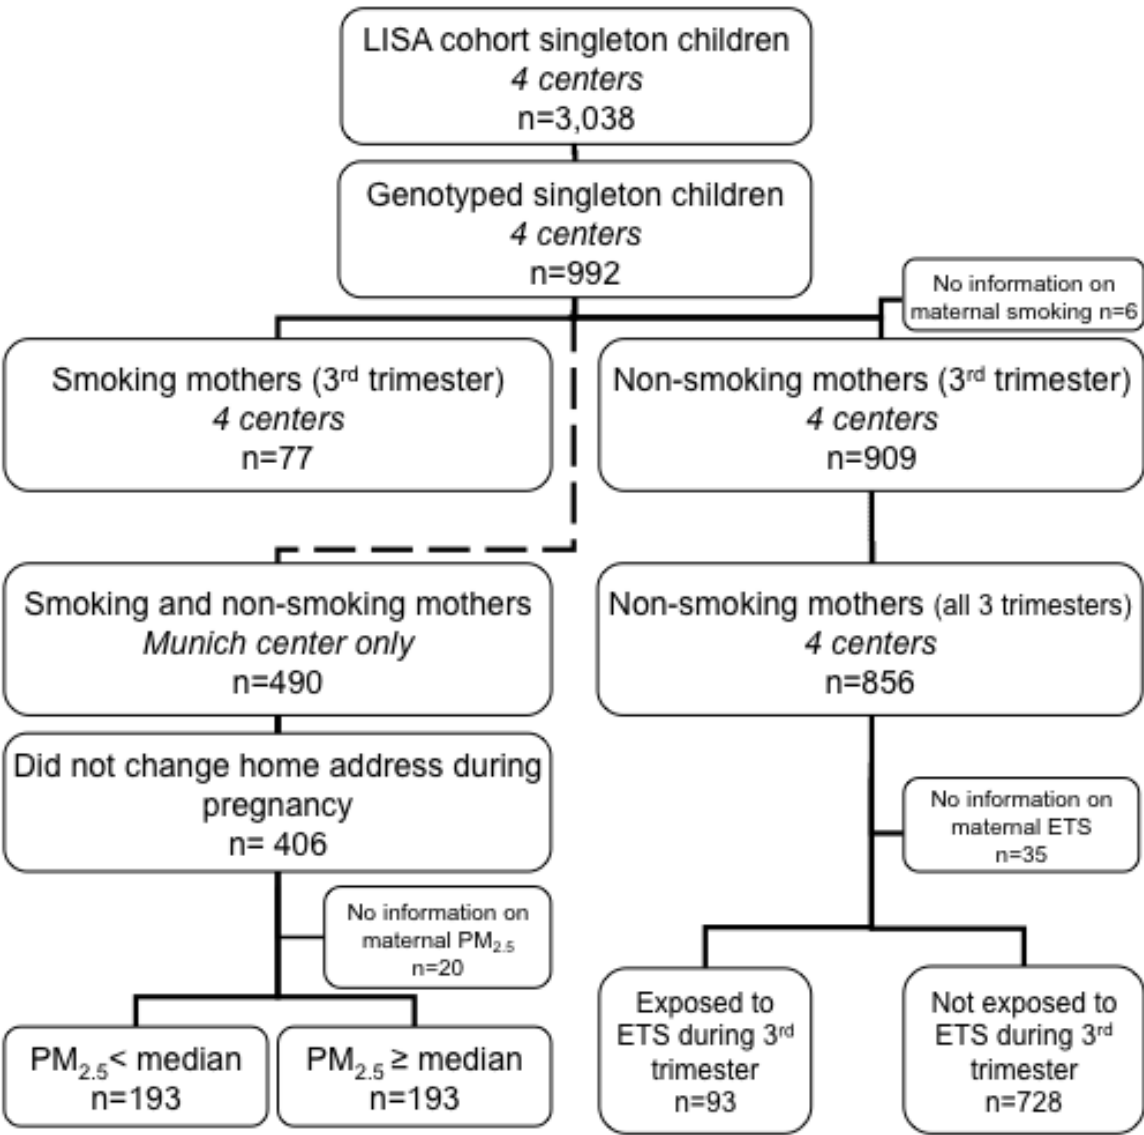 LISA cohort singleton children
4 centers
n=3,038
Genotyped singleton children
4 centers
n=992
No information on
maternal smoking n=6
Smoking mothers (3rd trimester)
4 centers
n=77
Non-smoking mothers (3rd trimester)
4 centers
n=909
Smoking and non-smoking mothers
Munich center only
n=490
Non-smoking mothers (all 3 trimesters)
4 centers
n=856
Did not change home address during
pregnancy
n= 406
No information on
maternal ETS
n=35
No information on
maternal PM2.5
n=20
PM2.5< median
n=193
PM2.5 ≥ median
n=193
Exposed to
ETS during 3rd
trimester
n=93
Not exposed to
ETS during 3rd
trimester
n=728